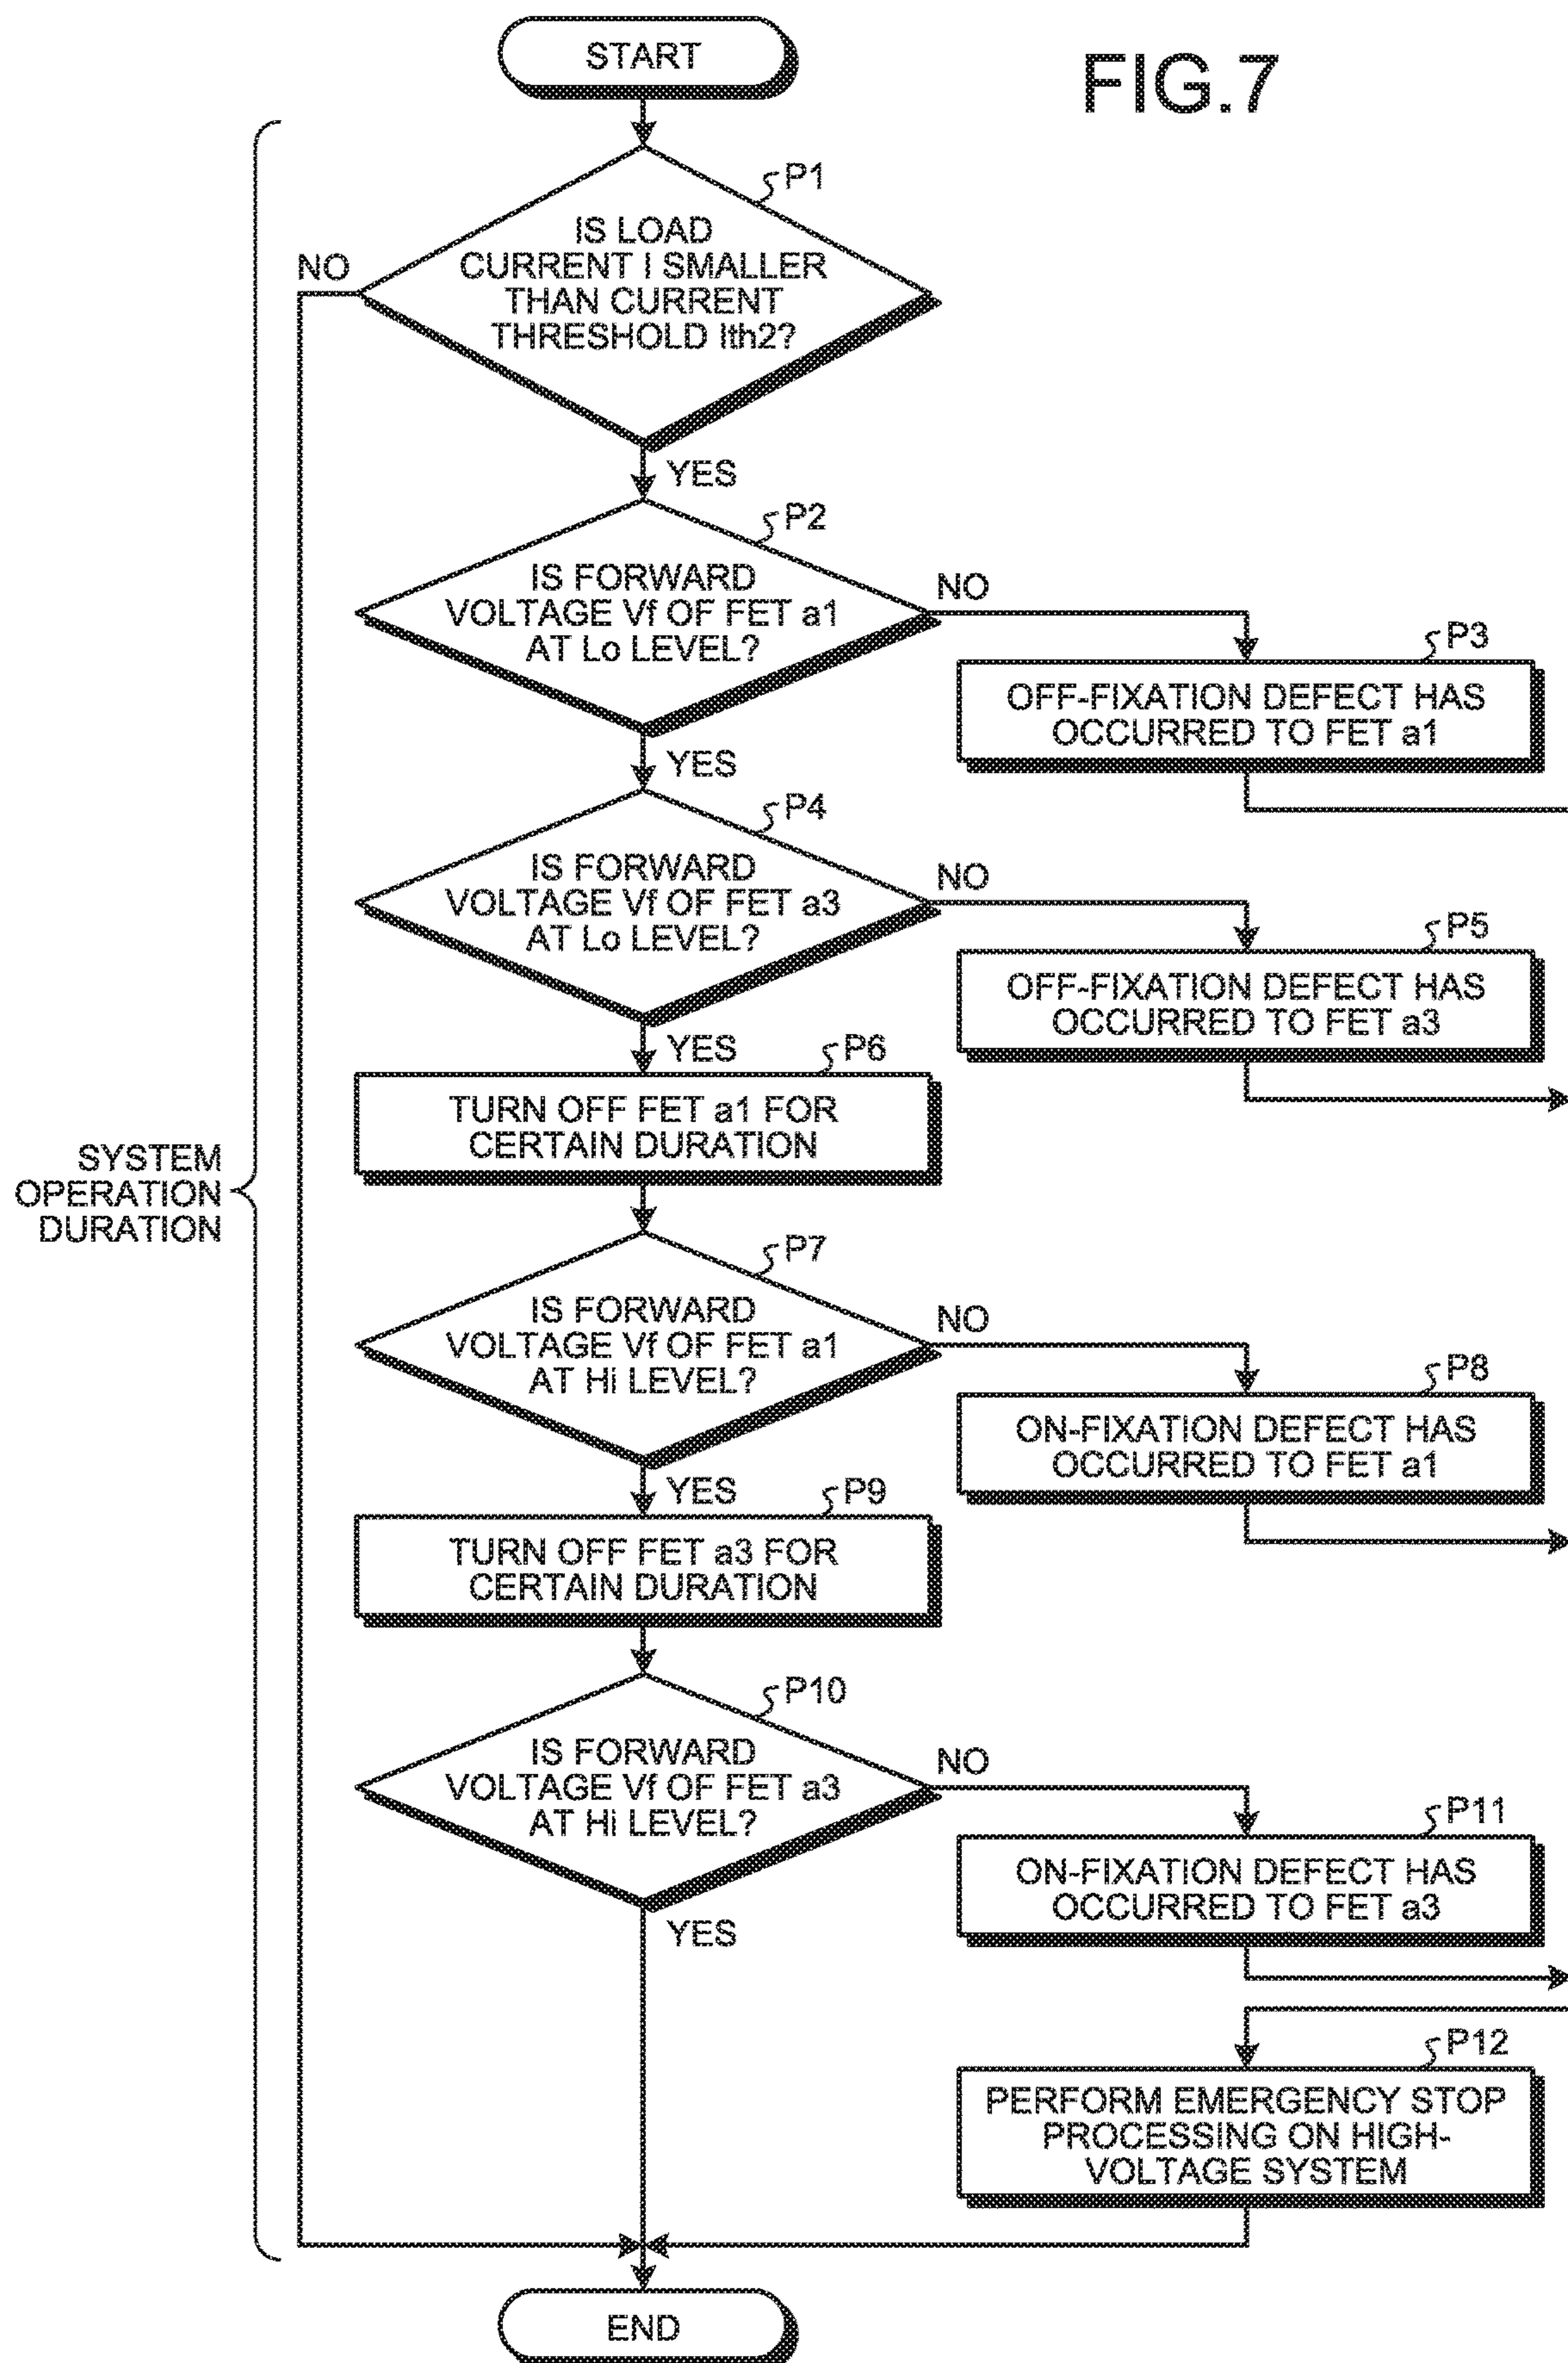 FIG.7
START
P1
IS LOAD
CURRENT I SMALLER
THAN CURRENT
THRESHOLD Ith2?
NO
YES
P2
IS FORWARD
VOLTAGE Vf OF FET a1
AT Lo LEVEL?
NO
P3
OFF-FIXATION DEFECT HAS
OCCURRED TO FET a1
YES
P4
IS FORWARD
VOLTAGE Vf OF FET a3
AT Lo LEVEL?
NO
P5
OFF-FIXATION DEFECT HAS
OCCURRED TO FET a3
YES
P6
TURN OFF FET a1 FOR
CERTAIN DURATION
SYSTEM
OPERATION
DURATION
P7
IS FORWARD
VOLTAGE Vf OF FET a1
AT Hi LEVEL?
NO
P8
ON-FIXATION DEFECT HAS
OCCURRED TO FET a1
YES
P9
TURN OFF FET a3 FOR
CERTAIN DURATION
P10
IS FORWARD
VOLTAGE Vf OF FET a3
AT Hi LEVEL?
NO
P11
ON-FIXATION DEFECT HAS
OCCURRED TO FET a3
YES
P12
PERFORM EMERGENCY STOP
PROCESSING ON HIGH-
VOLTAGE SYSTEM
END